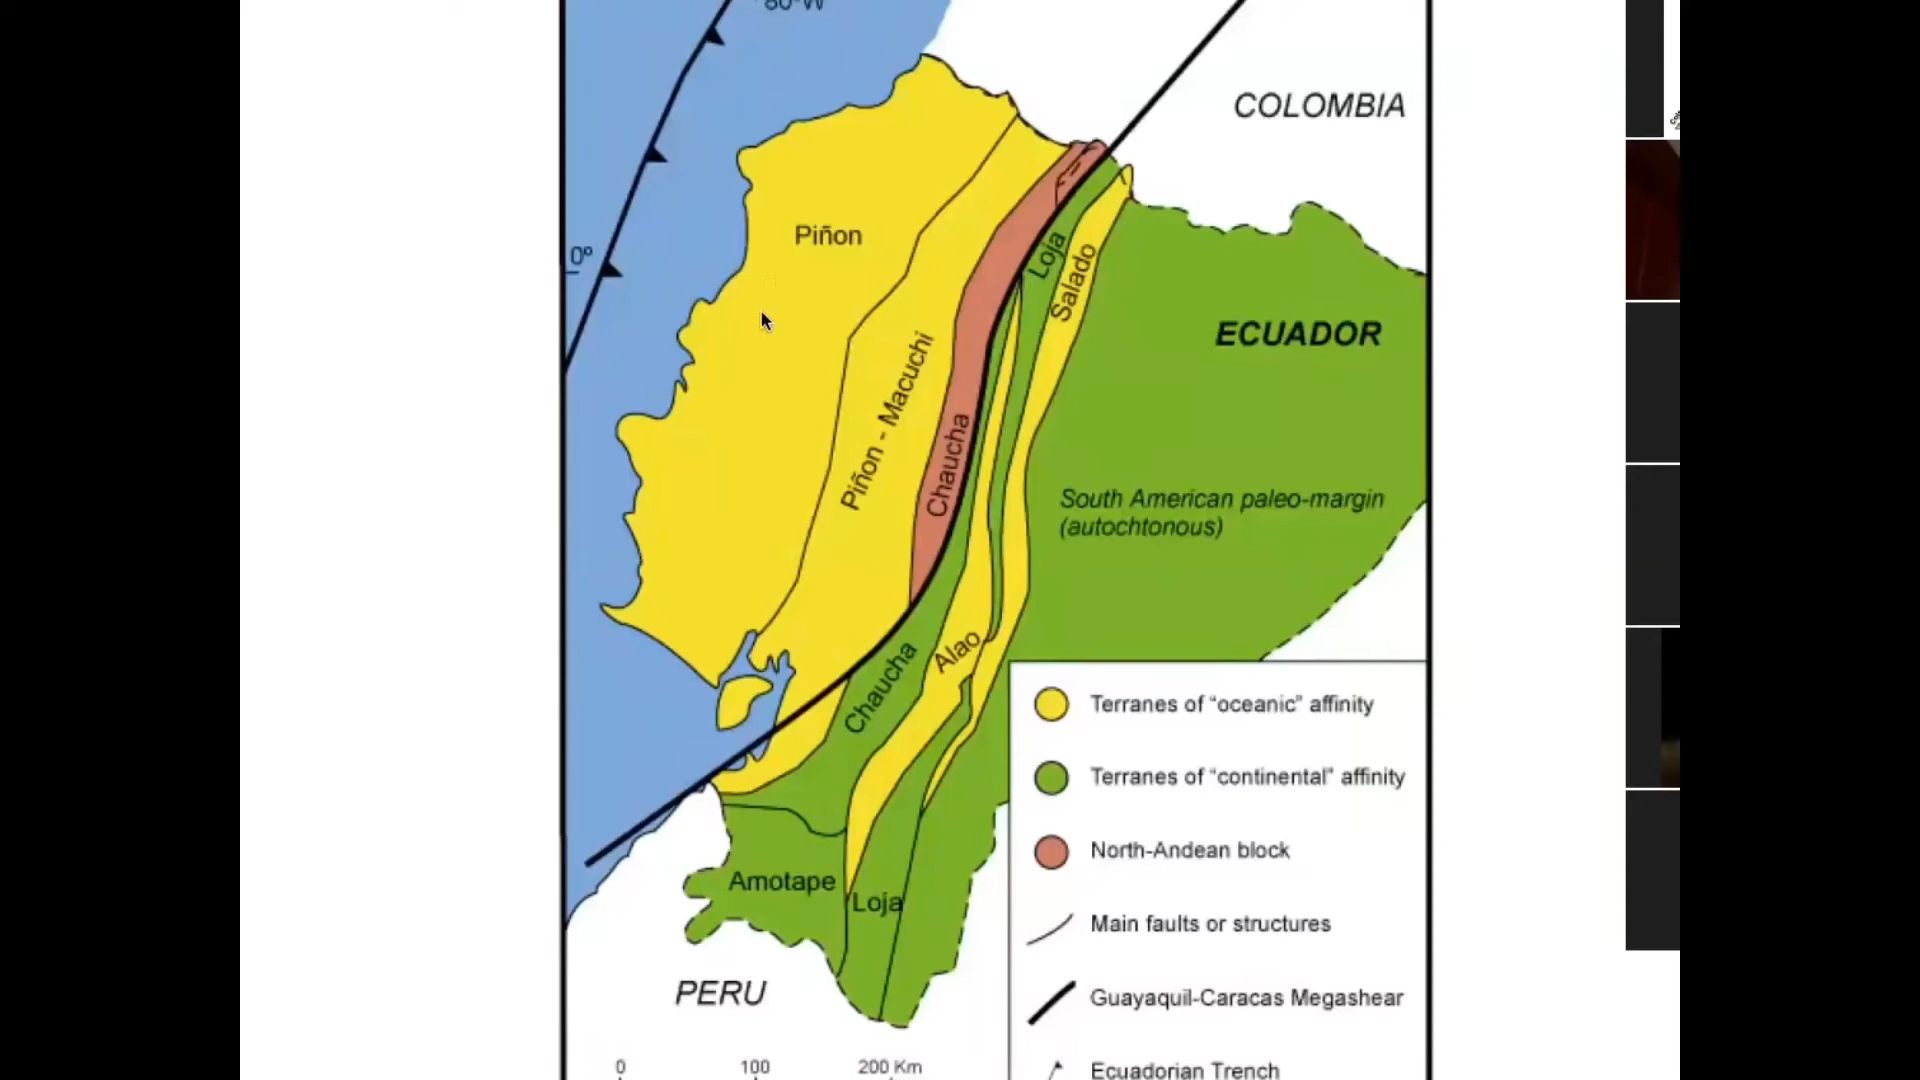 80°W
COLOMBIA
Piñon
0°
Loja
Salado
ECUADOR
Piñon - Macuchi
Chaucha
South American paleo-margin
(autochtonous)
Alao
Chaucha
Terranes of “oceanic” affinity
Terranes of “continental” affinity
North-Andean block
Amotape
Loja
Main faults or structures
PERU
Guayaquil-Caracas Megashear
0 100 200 Km
Ecuadorian Trench